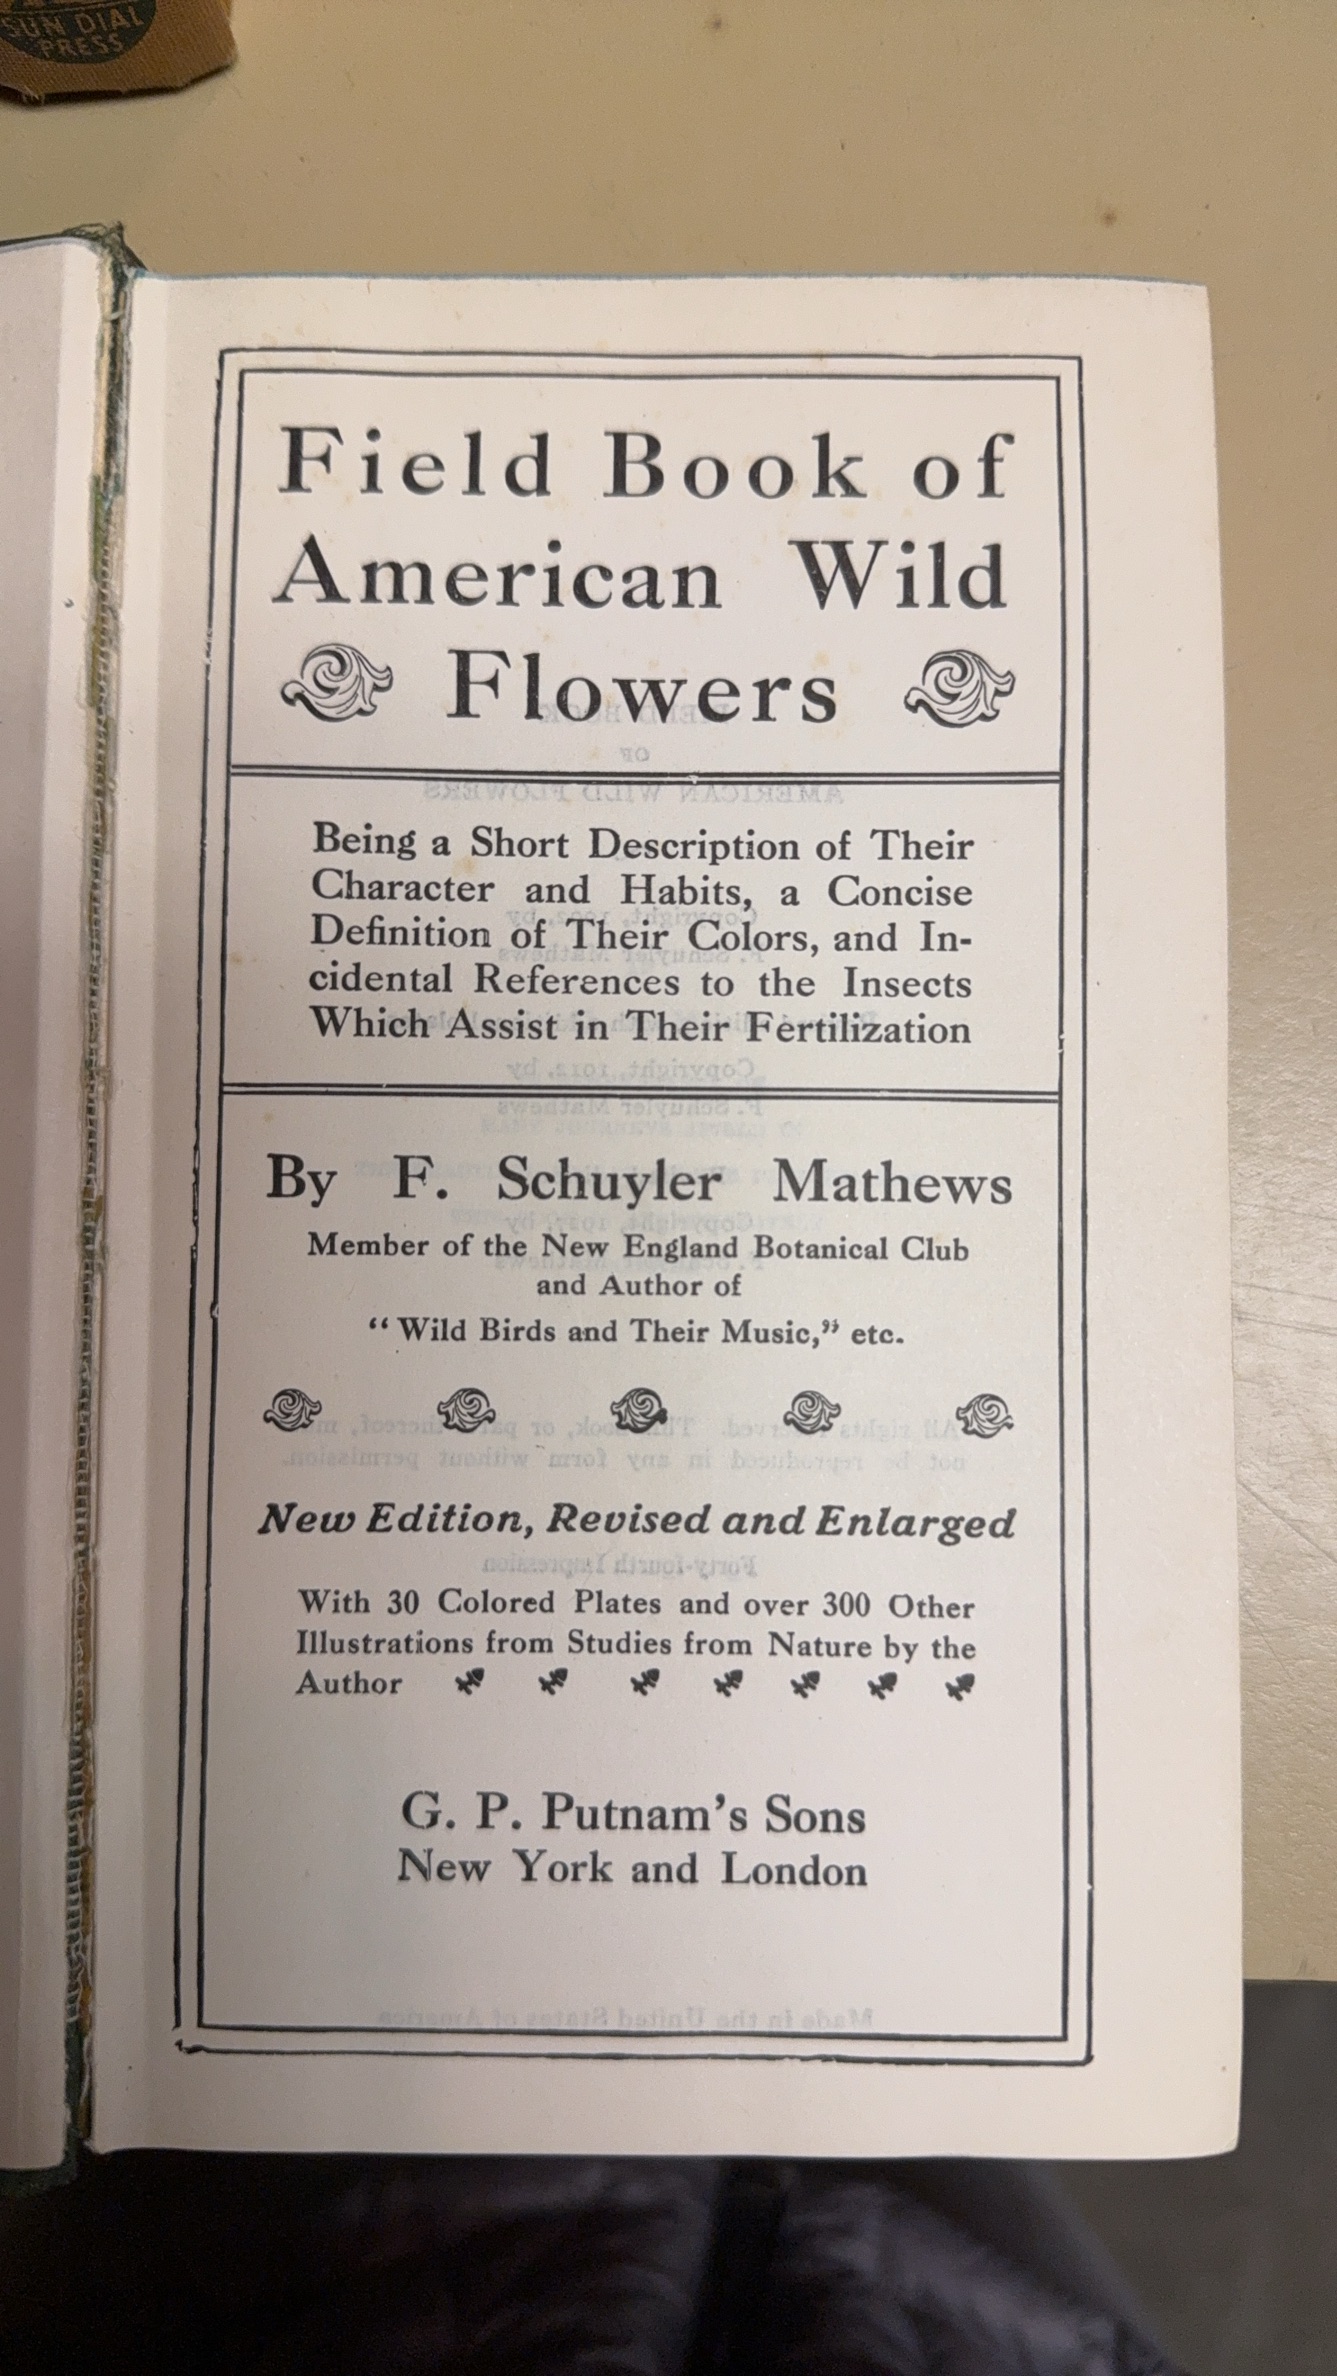 SUN DIAL
PRESS
Field Book of
American Wild
Flowers
Being a Short Description of Their
Character and Habits, a Concise
Definition of Their Colors, and In-
cidental References to the Insects
Which Assist in Their Fertilization
By F. Schuyler Mathews
Member of the New England Botanical Club
and Author of
“Wild Birds and Their Music,” etc.
New Edition, Revised and Enlarged
With 30 Colored Plates and over 300 Other
Illustrations from Studies from Nature by the
Author
G. P. Putnam’s Sons
New York and London